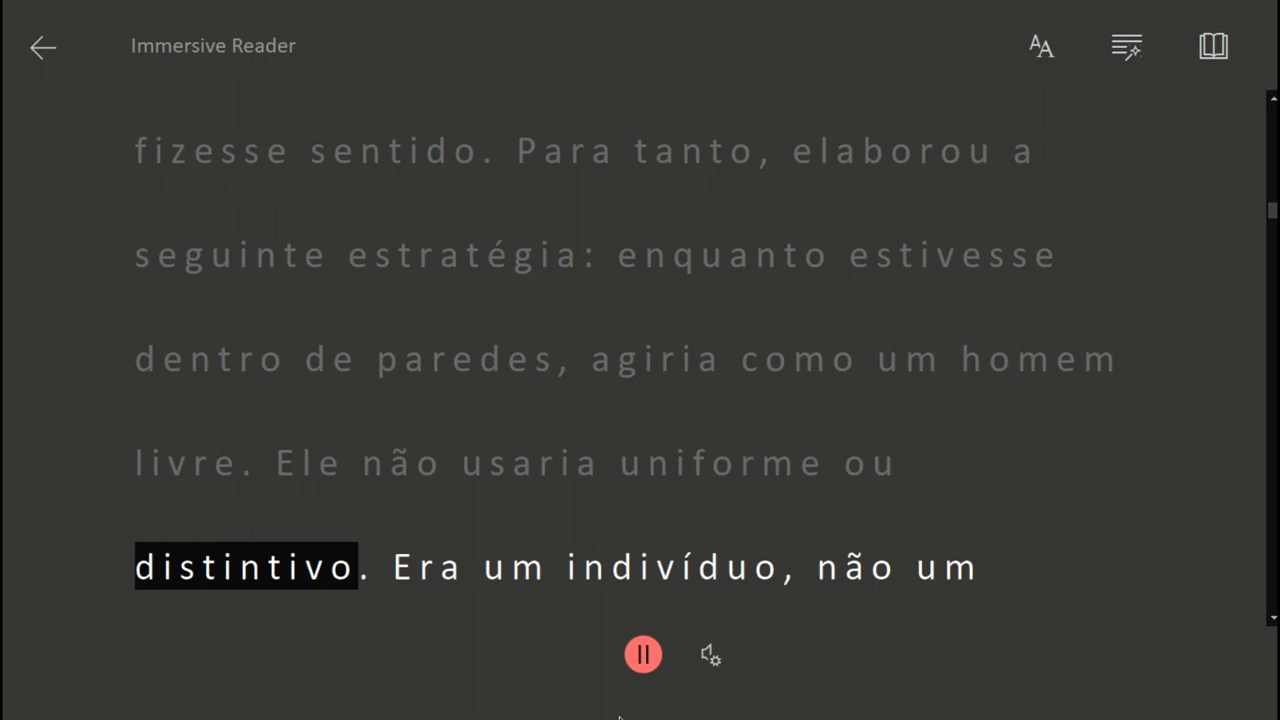 Immersive Reader
fizesse sentido. Para tanto, elaborou a
seguinte estratégia: enquanto estivesse
dentro de paredes, agiria como um homem
livre. Ele não usaria uniforme ou
distintivo. Era um indivíduo, não um